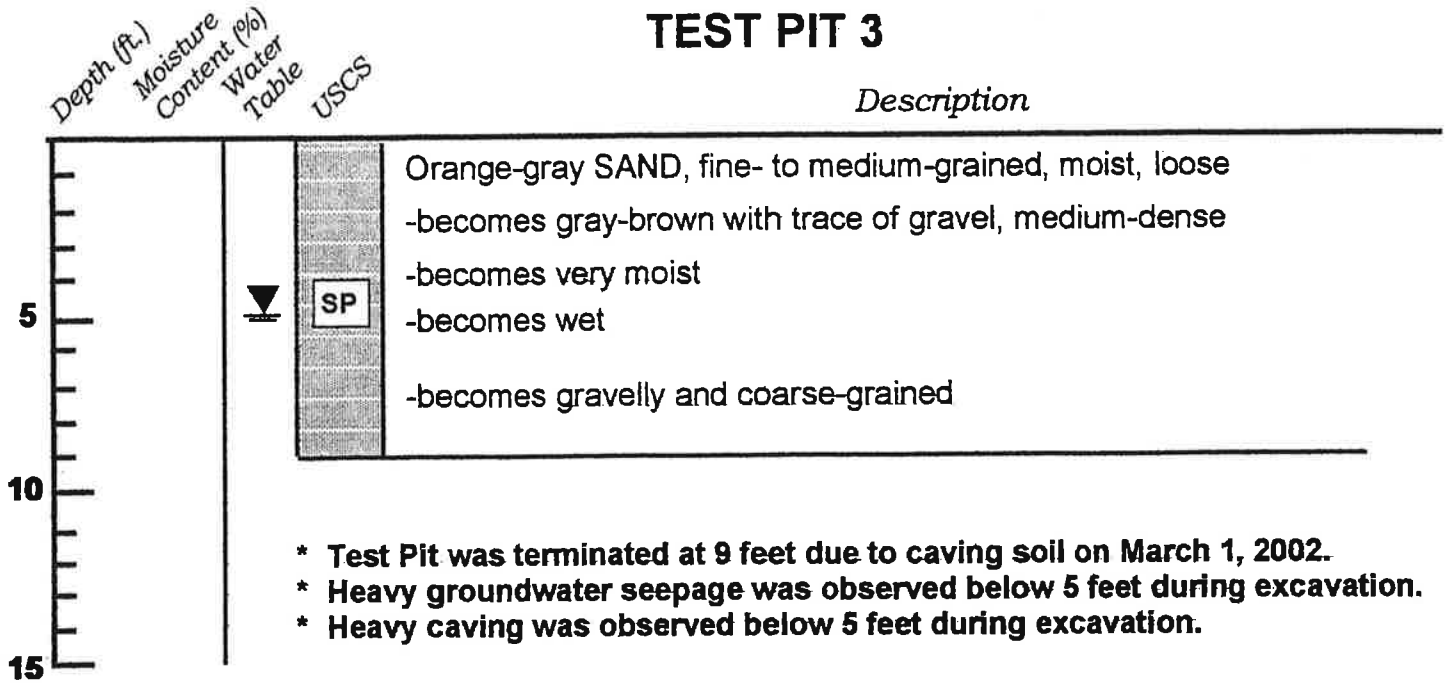 TEST PIT 3
Depth (ft.)
Moisture
Content (%)
Water
Table
USCS
Description
Orange-gray SAND, fine- to medium-grained, moist, loose
-becomes gray-brown with trace of gravel, medium-dense
-becomes very moist
SP
5
-becomes wet
-becomes gravelly and coarse-grained
10
* Test Pit was terminated at 9 feet due to caving soil on March 1, 2002.
* Heavy groundwater seepage was observed below 5 feet during excavation.
* Heavy caving was observed below 5 feet during excavation.
15